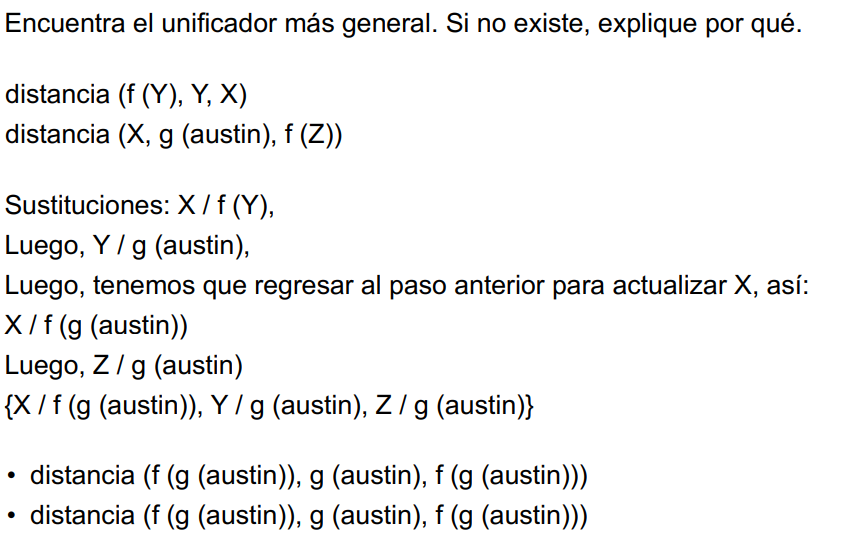 Encuentra el unificador más general. Si no existe, explique por qué.
distancia (f (Y), Y, X)
distancia (X, g (austin), f (Z))
Sustituciones: X / f (Y),
Luego, Y / g (austin),
Luego, tenemos que regresar al paso anterior para actualizar X, así:
X / f (g (austin))
Luego, Z / g (austin)
{X / f (g (austin)), Y / g (austin), Z / g (austin)}
• distancia (f (g (austin)), g (austin), f (g (austin)))
• distancia (f (g (austin)), g (austin), f (g (austin)))